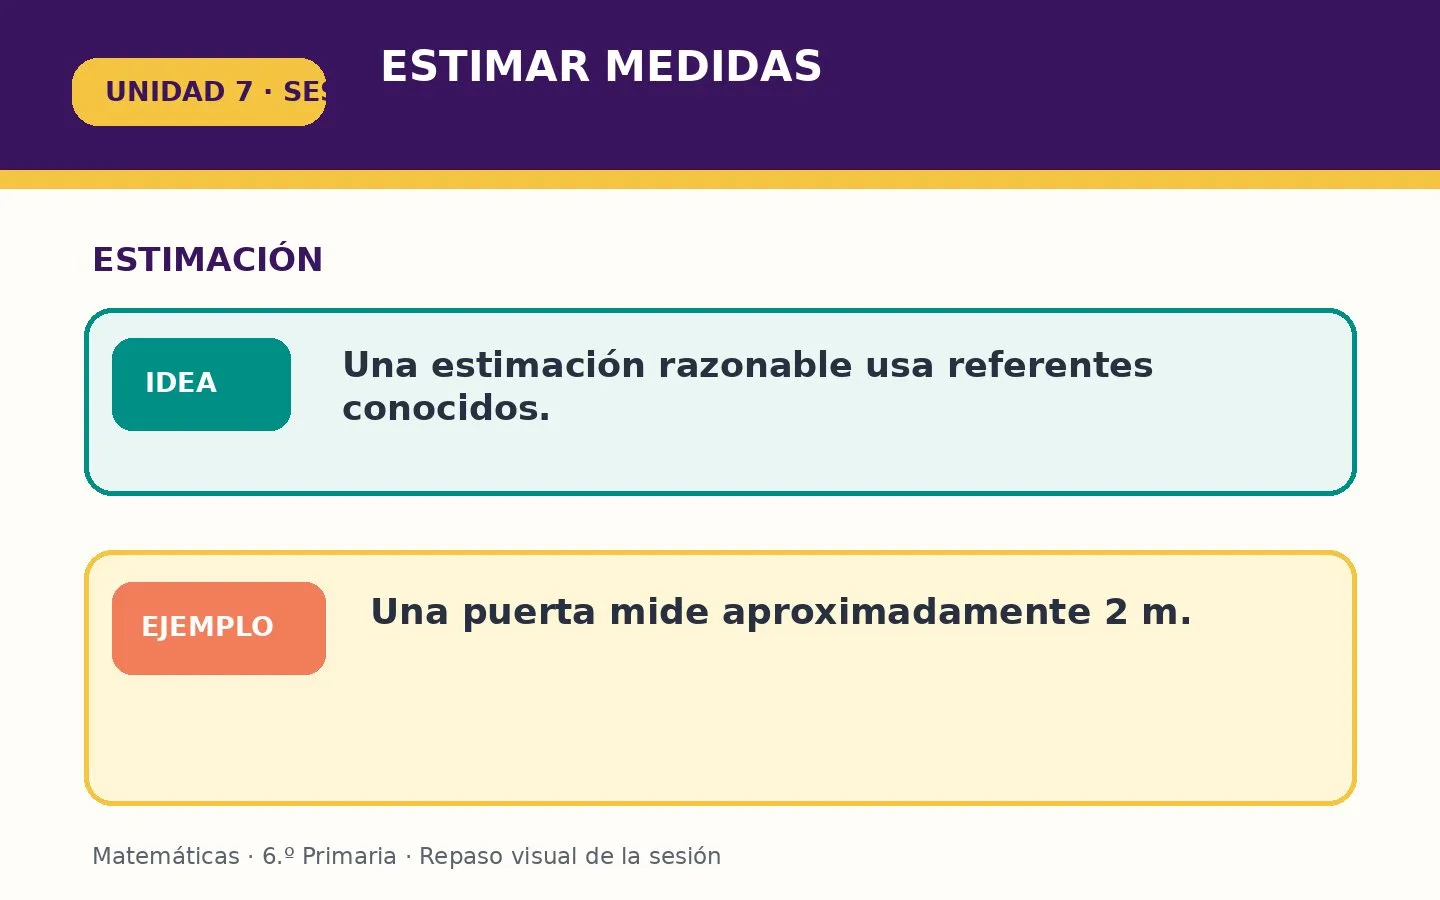 UNIDAD 7 · SES
ESTIMAR MEDIDAS
ESTIMACIÓN
IDEA
Una estimación razonable usa referentes
conocidos.
EJEMPLO
Una puerta mide aproximadamente 2 m.
Matemáticas · 6.º Primaria · Repaso visual de la sesión